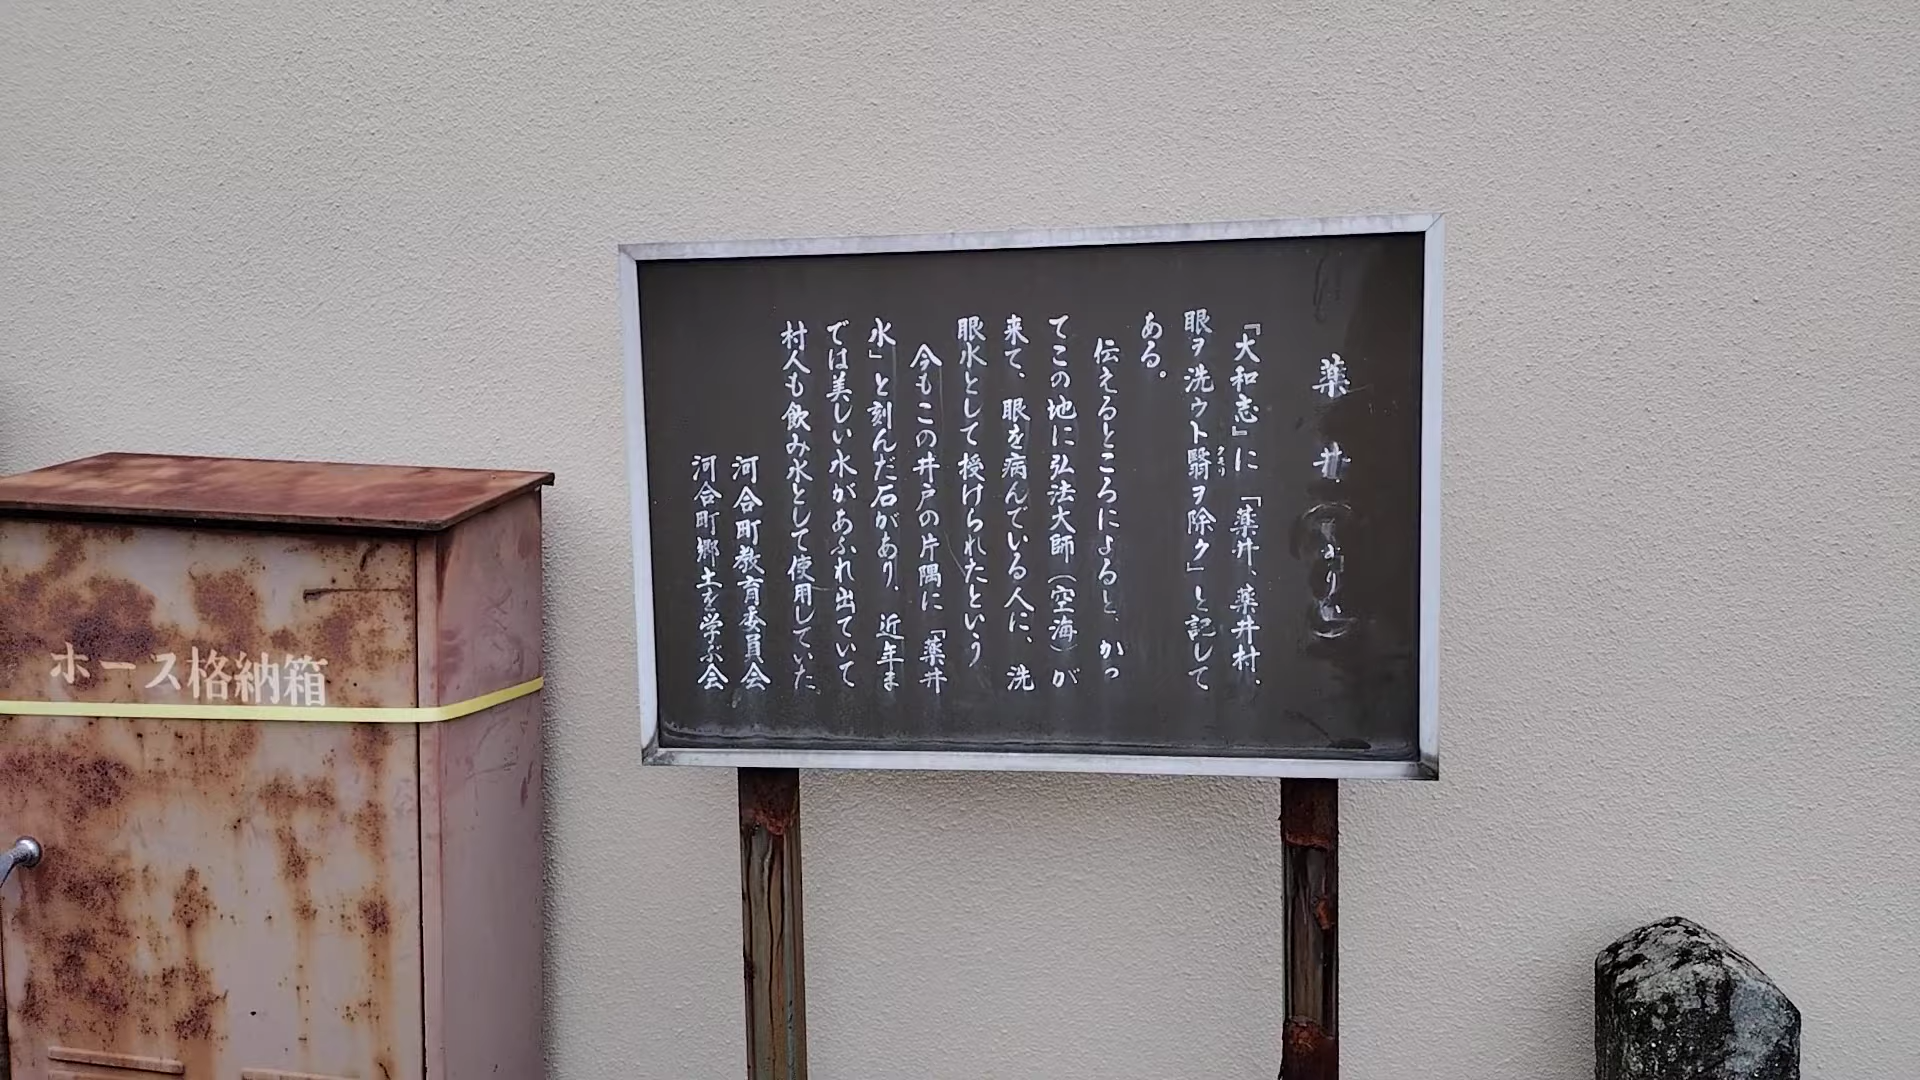 薬井
『大和志』に「薬井、薬井村、
眼ヲ洗ウト翳ヲ除ク」と記して
クモリ
ある。
伝えるところによると、かつ
てこの地に弘法大師(空海)が
来て、眼を病んでいる人に、洗
眼水として授けられたという
今もこの井戸の片隅に「薬井
水」と刻んだ石があり、近年ま
では美しい水があふれ出ていて
村人も飲み水として使用していた
河合町教育委員会
河合町郷土を学ぶ会
ホース格納箱